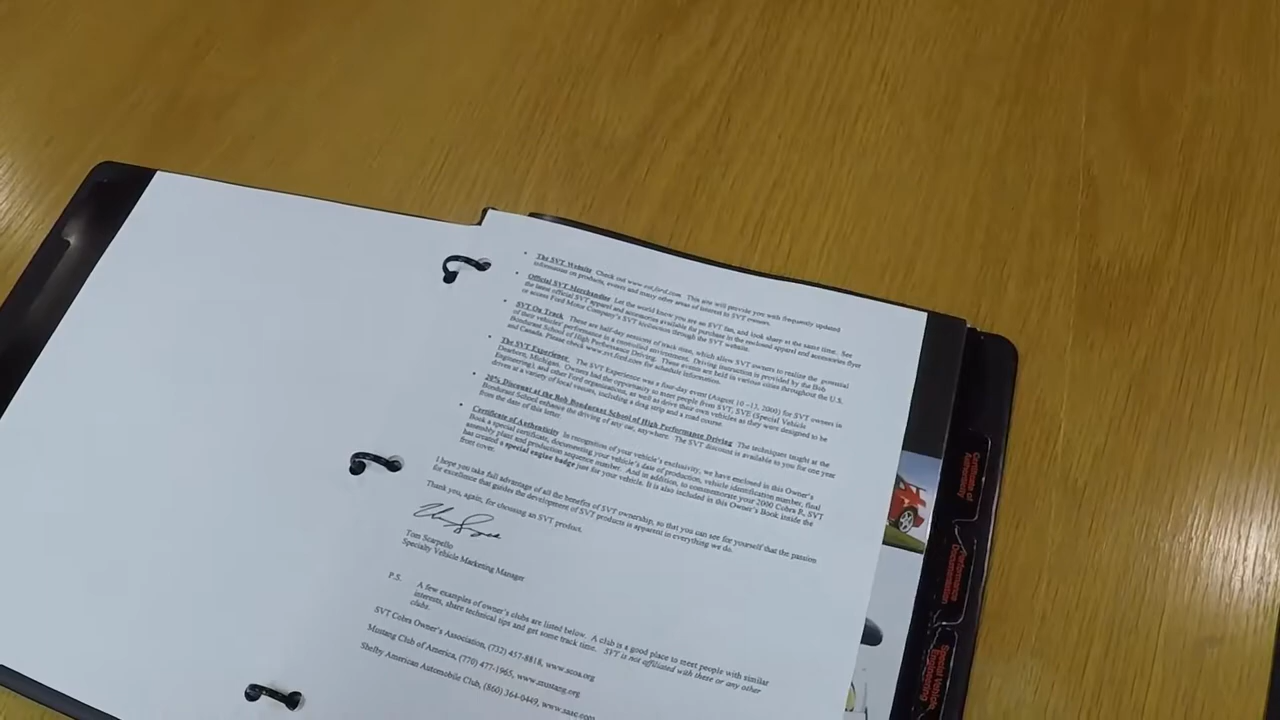 The SVT Website Check out www.svt.ford.com. This site will provide you with frequently updated
information on products, events and many other areas of interest to SVT owners.
Official SVT Merchandise Let the world know you are an SVT fan, and look sharp at the same time. See
the latest official SVT apparel and accessories available for purchase in the enclosed apparel and accessories flyer
or access Ford Motor Company's SVT destination through the SVT website.
SVT On Track These are half-day sessions of track time, which allow SVT owners to realize the potential
of their vehicles' performance in a controlled environment. Driving instruction is provided by the Bob
Bondurant School of High Performance Driving. These events are held in various cities throughout the U.S.
and Canada. Please check www.svt.ford.com for schedule information.
The SVT Experience The SVT Experience was a four-day event (August 10 -13, 2000) for SVT owners in
Dearborn, Michigan. Owners had the opportunity to meet people from SVT, SVE (Special Vehicle
Engineering), and other Ford organizations, as well as drive their own vehicles as they were designed to be
driven at a variety of local venues, including a drag strip and a road course.
20% Discount at the Bob Bondurant School of High Performance Driving The techniques taught at the
Bondurant School enhance the driving of any car, anywhere. The SVT discount is available to you for one year
from the date of this letter.
Certificate of Authenticity In recognition of your vehicle's exclusivity, we have enclosed in this Owner's
Book a special certificate, documenting your vehicle's date of production, vehicle identification number, final
assembly plant and production sequence number. And in addition, to commemorate your 2000 Cobra R, SVT
has created a special engine badge just for your vehicle. It is also included in this Owner's Book inside the
front cover.
I hope you take full advantage of all the benefits of SVT ownership, so that you can see for yourself that the passion
for excellence that guides the development of SVT products is apparent in everything we do.
Thank you, again, for choosing an SVT product.
Tom Scarpello
Specialty Vehicle Marketing Manager
P.S. A few examples of owner's clubs are listed below. A club is a good place to meet people with similar
interests, share technical tips and get some track time. SVT is not affiliated with these or any other
clubs.
SVT Cobra Owner's Association, (732) 457-8818, www.scoa.org
Mustang Club of America, (770) 477-1965, www.mustang.org
Shelby American Automobile Club, (860) 364-0449, www.saac.com
Certificate of
Authenticity
Performance
Documentation
Special Vehicle
Engineering